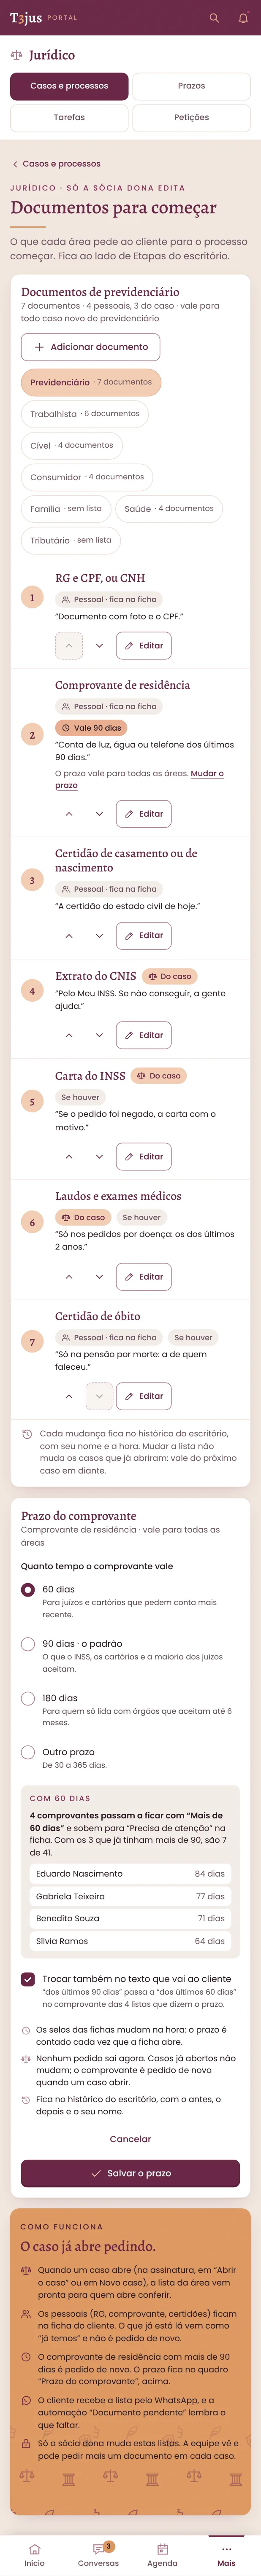 T3jus PORTAL
Jurídico
Casos e processos
Prazos
Tarefas
Petições
Casos e processos
JURÍDICO · SÓ A SÓCIA DONA EDITA
Documentos para começar
O que cada área pede ao cliente para o processo
começar. Fica ao lado de Etapas do escritório.
Documentos de previdenciário
7 documentos · 4 pessoais, 3 do caso · vale para
todo caso novo de previdenciário
Adicionar documento
Previdenciário · 7 documentos
Trabalhista · 6 documentos
Cível · 4 documentos
Consumidor · 4 documentos
Família · sem lista
Saúde · 4 documentos
Tributário · sem lista
RG e CPF, ou CNH
1
Pessoal · fica na ficha
“Documento com foto e o CPF.”
Editar
Comprovante de residência
Pessoal · fica na ficha
2
Vale 90 dias
“Conta de luz, água ou telefone dos últimos
90 dias.”
O prazo vale para todas as áreas. Mudar o
prazo
Editar
Certidão de casamento ou de
nascimento
3
Pessoal · fica na ficha
“A certidão do estado civil de hoje.”
Editar
Extrato do CNIS
Do caso
4
“Pelo Meu INSS. Se não conseguir, a gente
ajuda.”
Editar
Carta do INSS
Do caso
5
Se houver
“Se o pedido foi negado, a carta com o
motivo.”
Editar
Laudos e exames médicos
6
Do caso
Se houver
“Só nos pedidos por doença: os dos últimos
2 anos.”
Editar
Certidão de óbito
7
Pessoal · fica na ficha
Se houver
“Só na pensão por morte: a de quem
faleceu.”
Editar
Cada mudança fica no histórico do escritório,
com seu nome e a hora. Mudar a lista não
muda os casos que já abriram: vale do próximo
caso em diante.
Prazo do comprovante
Comprovante de residência · vale para todas as
áreas
Quanto tempo o comprovante vale
60 dias
Para juízos e cartórios que pedem conta mais
recente.
90 dias · o padrão
O que o INSS, os cartórios e a maioria dos juízos
aceitam.
180 dias
Para quem só lida com órgãos que aceitam até 6
meses.
Outro prazo
De 30 a 365 dias.
COM 60 DIAS
4 comprovantes passam a ficar com “Mais de
60 dias” e sobem para “Precisa de atenção” na
ficha. Com os 3 que já tinham mais de 90, são 7
de 41.
Eduardo Nascimento 84 dias
Gabriela Teixeira 77 dias
Benedito Souza 71 dias
Silvia Ramos 64 dias
Trocar também no texto que vai ao cliente
“dos últimos 90 dias” passa a “dos últimos 60 dias”
no comprovante das 4 listas que dizem o prazo.
Os selos das fichas mudam na hora: o prazo é
contado cada vez que a ficha abre.
Nenhum pedido sai agora. Casos já abertos não
mudam; o comprovante é pedido de novo
quando um caso abrir.
Fica no histórico do escritório, com o antes, o
depois e o seu nome.
Cancelar
Salvar o prazo
COMO FUNCIONA
O caso já abre pedindo.
Quando um caso abre (na assinatura, em “Abrir
o caso” ou em Novo caso), a lista da área vem
pronta para quem abre conferir.
Os pessoais (RG, comprovante, certidões) ficam
na ficha do cliente. O que já está lá vem como
“já temos” e não é pedido de novo.
O comprovante de residência com mais de 90
dias é pedido de novo. O prazo fica no quadro
“Prazo do comprovante”, acima.
O cliente recebe a lista pelo WhatsApp, e a
automação “Documento pendente” lembra o
que faltar.
Só a sócia dona muda estas listas. A equipe vê e
pode pedir mais um documento em cada caso.
3
Início
Conversas
Agenda
Mais